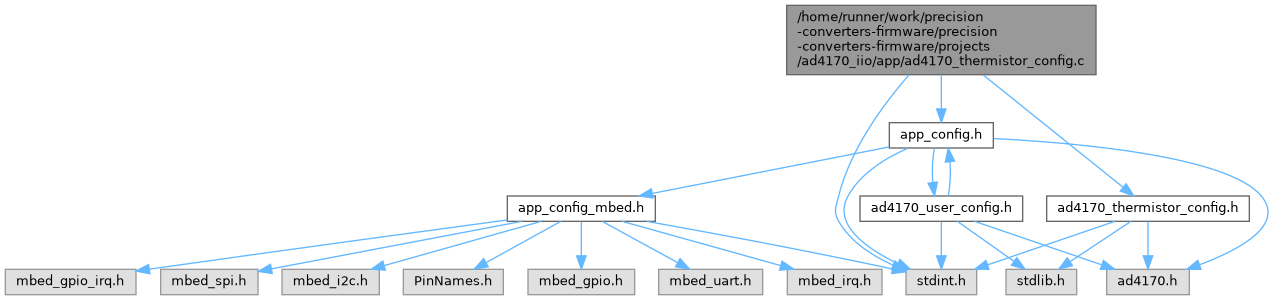 /home/runner/work/precision
-converters-firmware/precision
-converters-firmware/projects
/ad4170_iio/app/ad4170_thermistor_config.c
app_config.h
app_config_mbed.h
ad4170_user_config.h
ad4170_thermistor_config.h
mbed_gpio_irq.h
mbed_spi.h
mbed_i2c.h
PinNames.h
mbed_gpio.h
mbed_uart.h
mbed_irq.h
stdint.h
stdlib.h
ad4170.h